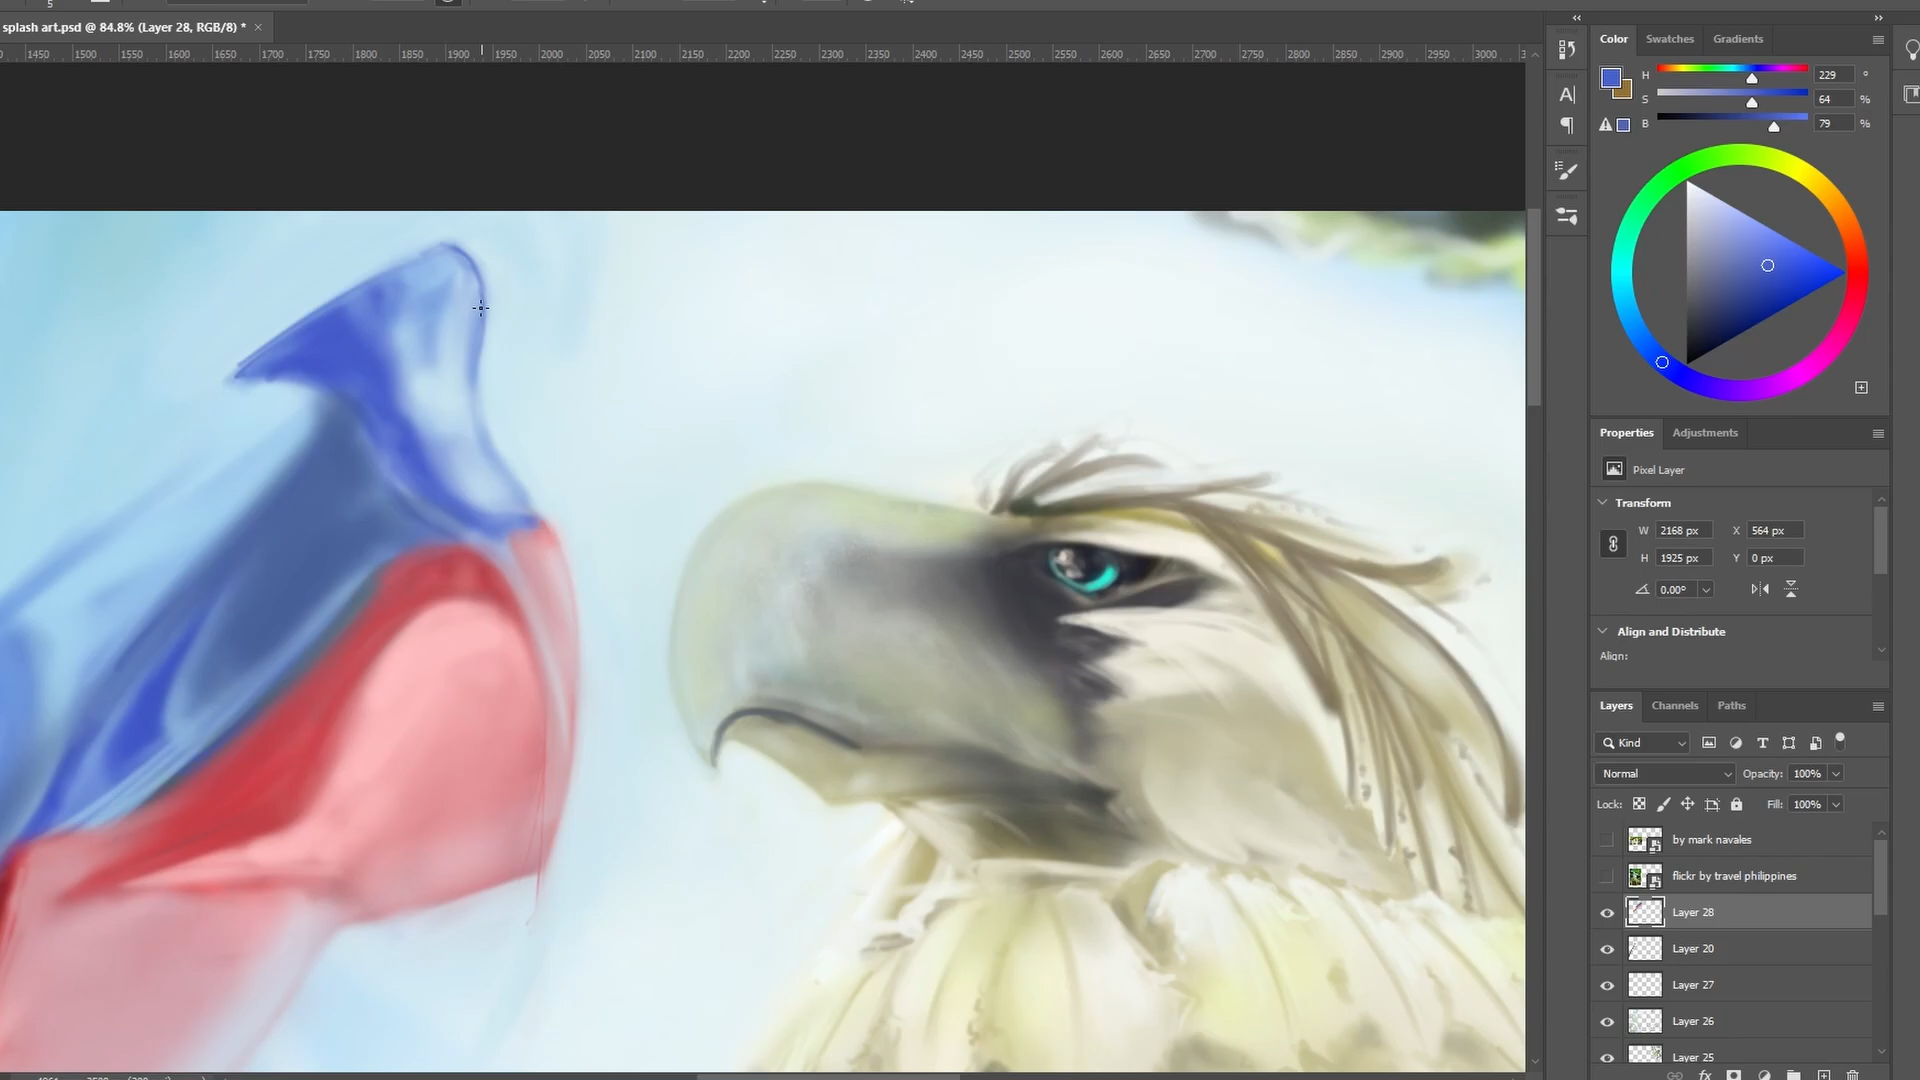 5
splash art.psd @ 84.8% (Layer 28, RGB/8) * ×
1450 1500 1550 1600 1650 1700 1750 1800 1850 1900 1950 2000 2050 2100 2150 2200 2250 2300 2350 2400 2450 2500 2550 2600 2650 2700 2750 2800 2850 2900 2950 3000
Color Swatches Gradients
H 229 °
S 64 %
B 79 %
Properties Adjustments
Pixel Layer
Transform
W 2168 px X 564 px
H 1925 px Y 0 px
0.00°
Align and Distribute
Align:
Layers Channels Paths
Kind
Normal Opacity: 100%
Lock: Fill: 100%
by mark navales
flickr by travel philippines
Layer 28
Layer 20
Layer 27
Layer 26
Layer 25
fx